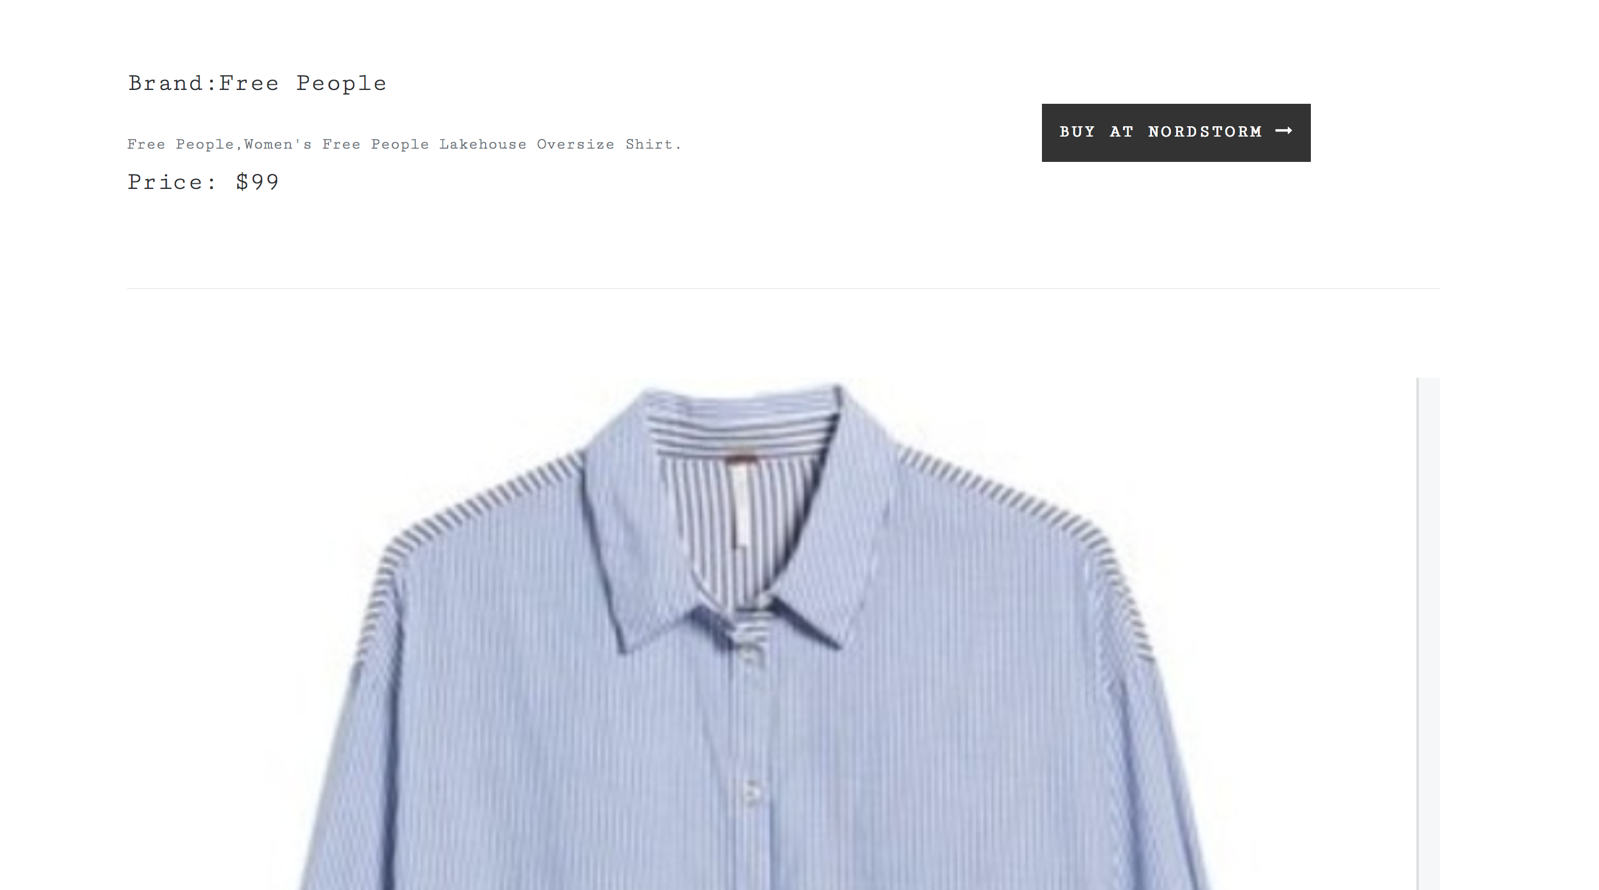 Brand:Free People
Free People,Women's Free People Lakehouse Oversize Shirt.
Price: $99
BUY AT NORDSTORM →